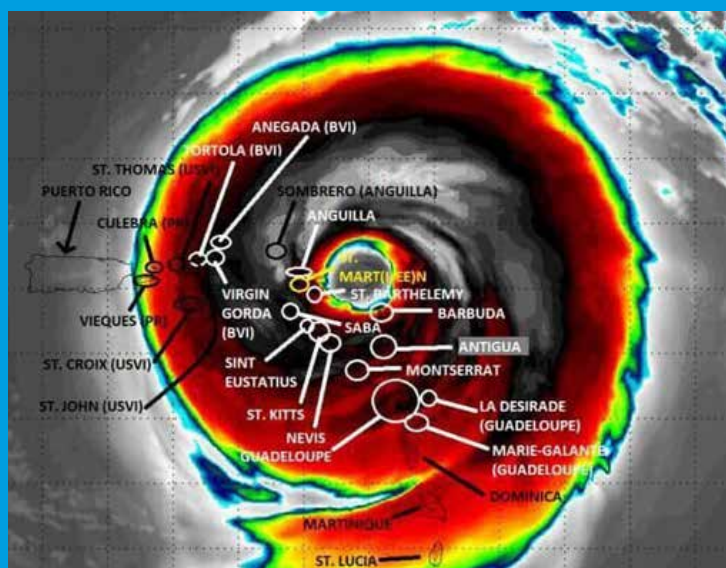 ANEGADA (BVI)
TORTOLA (BVI)
ST. THOMAS (USVI)
PUERTO RICO
SOMBRERO (ANGUILLA)
CULEBRA (PR)
ANGUILLA
ST.
MART(I/EE)N
ST. BARTHELEMY
VIEQUES (PR)
VIRGIN
GORDA
(BVI)
SABA
BARBUDA
ST. CROIX (USVI)
SINT
EUSTATIUS
ANTIGUA
MONTSERRAT
ST. JOHN (USVI)
ST. KITTS
LA DESIRADE
(GUADELOUPE)
NEVIS
GUADELOUPE
MARIE-GALANTE
(GUADELOUPE)
DOMINICA
MARTINIQUE
ST. LUCIA